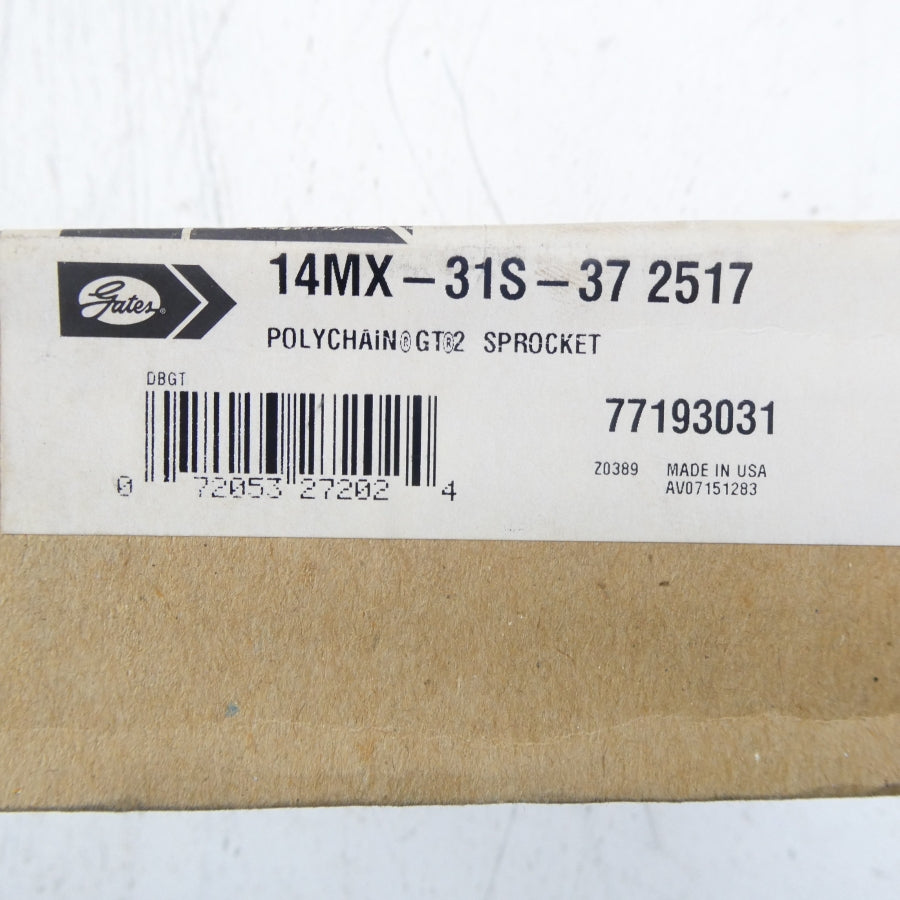 Gates®
14MX-31S-37 2517
POLYCHAIN® GT®2 SPROCKET
DBGT
0 72053 27202 4
77193031
Z0389 MADE IN USA
AV07151283